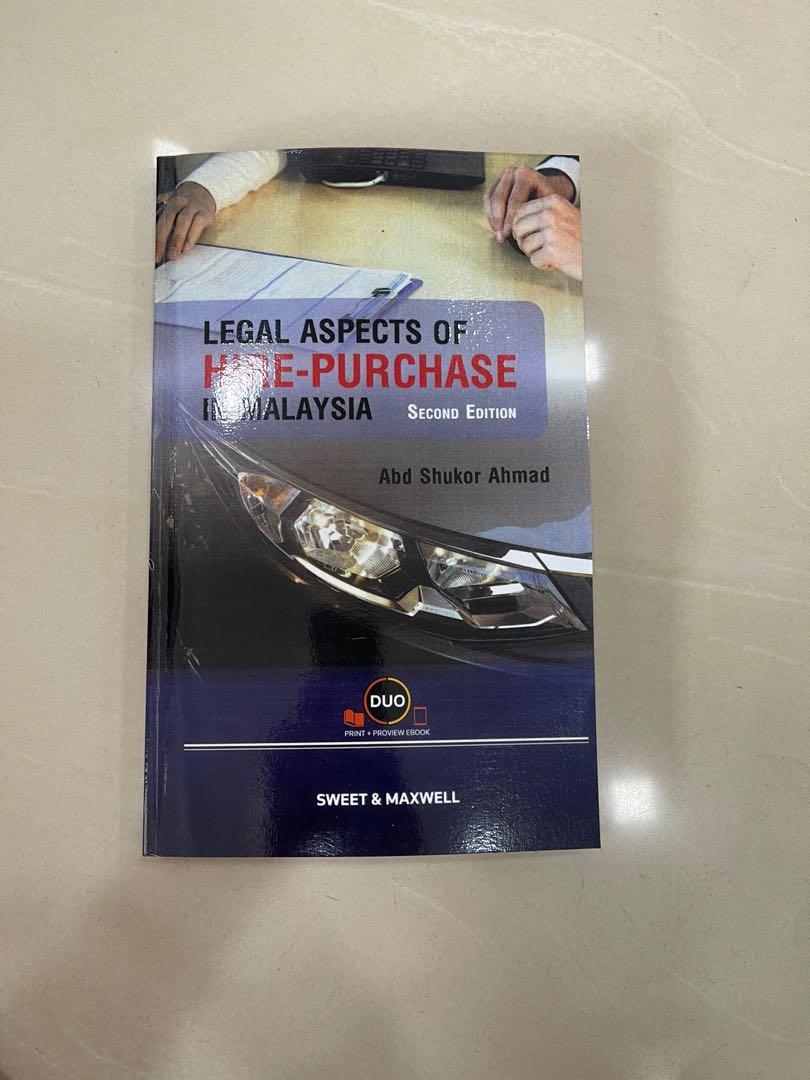 LEGAL ASPECTS OF
HIRE-PURCHASE
IN MALAYSIA SECOND EDITION
Abd Shukor Ahmad
DUO
PRINT + PROVIEW EBOOK
SWEET & MAXWELL